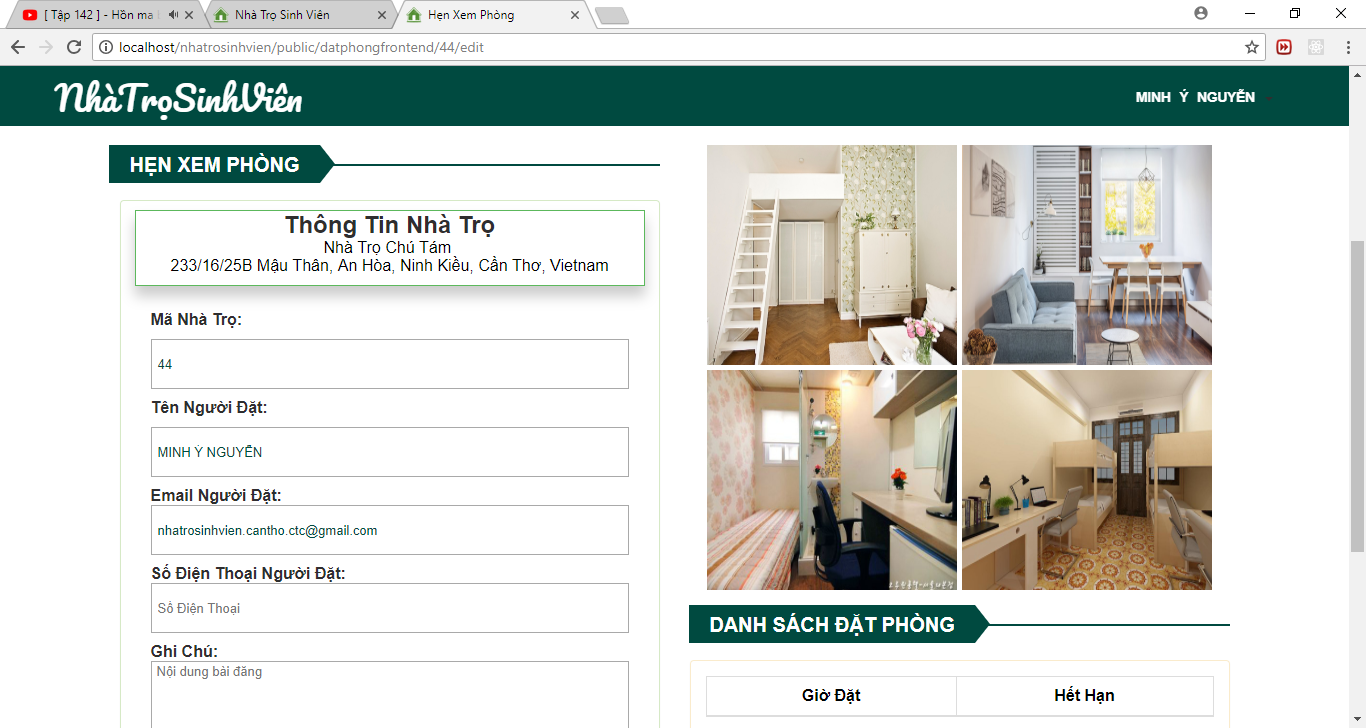 [ Tập 142 ] - Hồn ma
Nhà Trọ Sinh Viên
Hẹn Xem Phòng
localhost/nhatrosinhvien/public/datphongfrontend/44/edit
NhàTrọSinhViên
MINH Ý NGUYỄN
HẸN XEM PHÒNG
Thông Tin Nhà Trọ
Nhà Trọ Chú Tám
233/16/25B Mậu Thân, An Hòa, Ninh Kiều, Cần Thơ, Vietnam
Mã Nhà Trọ:
44
Tên Người Đặt:
MINH Ý NGUYỄN
Email Người Đặt:
nhatrosinhvien.cantho.ctc@gmail.com
Số Điện Thoại Người Đặt:
Số Điện Thoại
Ghi Chú:
Nội dung bài đăng
DANH SÁCH ĐẶT PHÒNG
Giờ Đặt
Hết Hạn